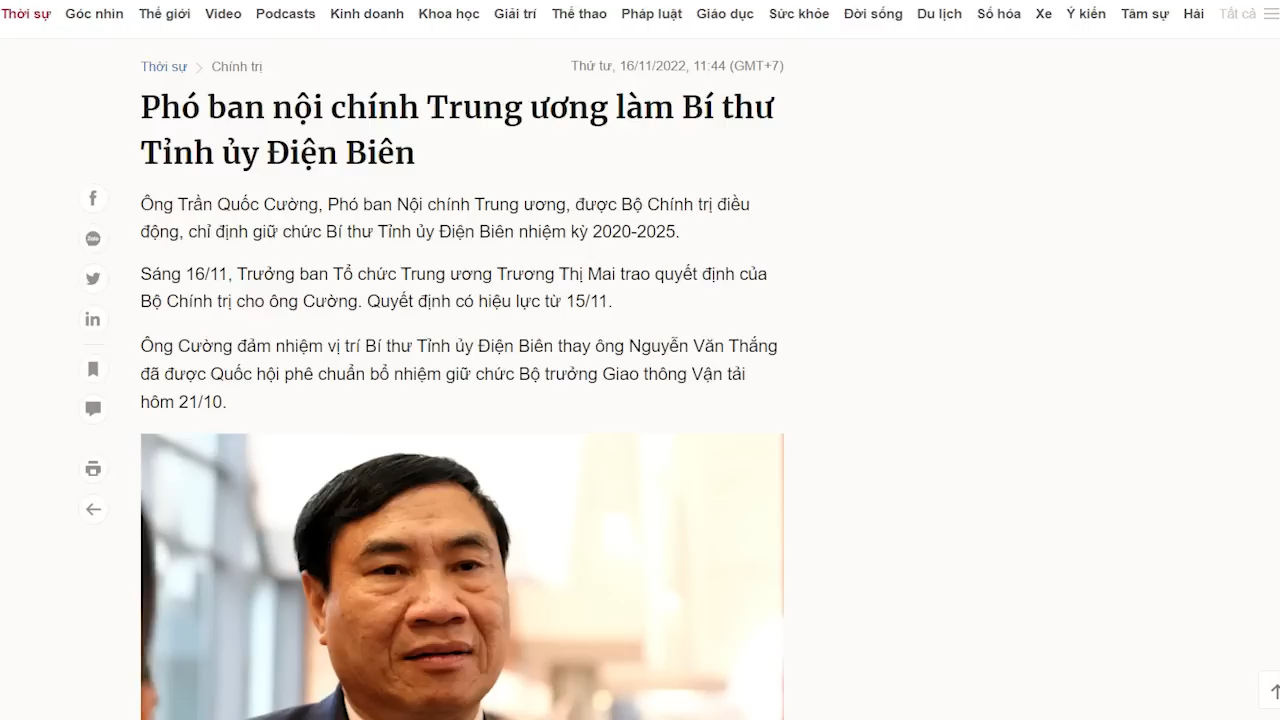 Thời sự Góc nhìn Thế giới Video Podcasts Kinh doanh Khoa học Giải trí Thể thao Pháp luật Giáo dục Sức khỏe Đời sống Du lịch Số hóa Xe Ý kiến Tâm sự Hài Tất cả
Thời sự Chính trị Thứ tư, 16/11/2022, 11:44 (GMT+7)
Phó ban nội chính Trung ương làm Bí thư
Tỉnh ủy Điện Biên
Ông Trần Quốc Cường, Phó ban Nội chính Trung ương, được Bộ Chính trị điều
động, chỉ định giữ chức Bí thư Tỉnh ủy Điện Biên nhiệm kỳ 2020-2025.
Sáng 16/11, Trưởng ban Tổ chức Trung ương Trương Thị Mai trao quyết định của
Bộ Chính trị cho ông Cường. Quyết định có hiệu lực từ 15/11.
Ông Cường đảm nhiệm vị trí Bí thư Tỉnh ủy Điện Biên thay ông Nguyễn Văn Thắng
đã được Quốc hội phê chuẩn bổ nhiệm giữ chức Bộ trưởng Giao thông Vận tải
hôm 21/10.
Zalo